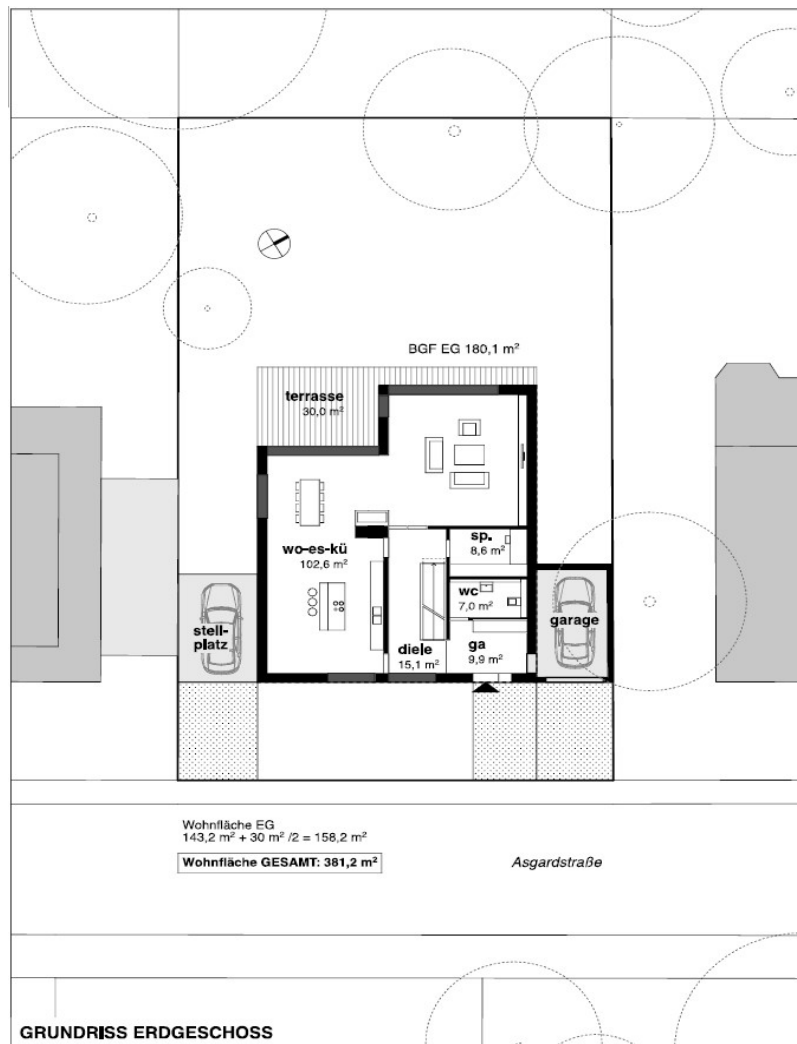 BGF EG 180,1 m²
terrasse
30,0 m²
sp.
8,6 m²
wo-es-kü
102,6 m²
wc
7,0 m²
stell-
platz
garage
diele
15,1 m²
ga
9,9 m²
Wohnfläche EG
143,2 m² + 30 m² /2 = 158,2 m²
Wohnfläche GESAMT: 381,2 m²
Asgardstraße
GRUNDRISS ERDGESCHOSS